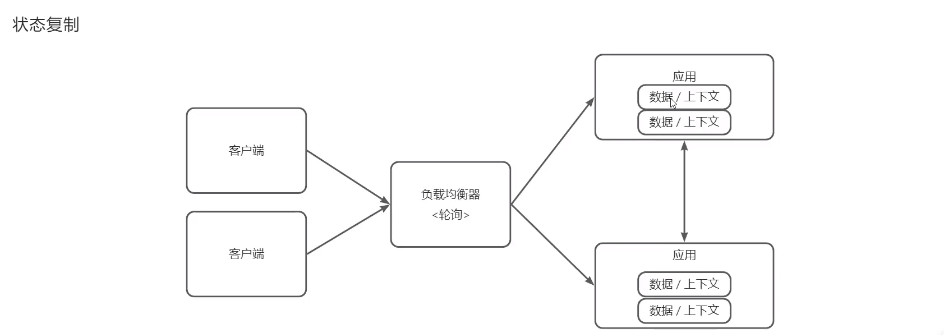 状态复制
客户端
客户端
负载均衡器
<轮询>
应用
数据 / 上下文
数据 / 上下文
应用
数据 / 上下文
数据 / 上下文